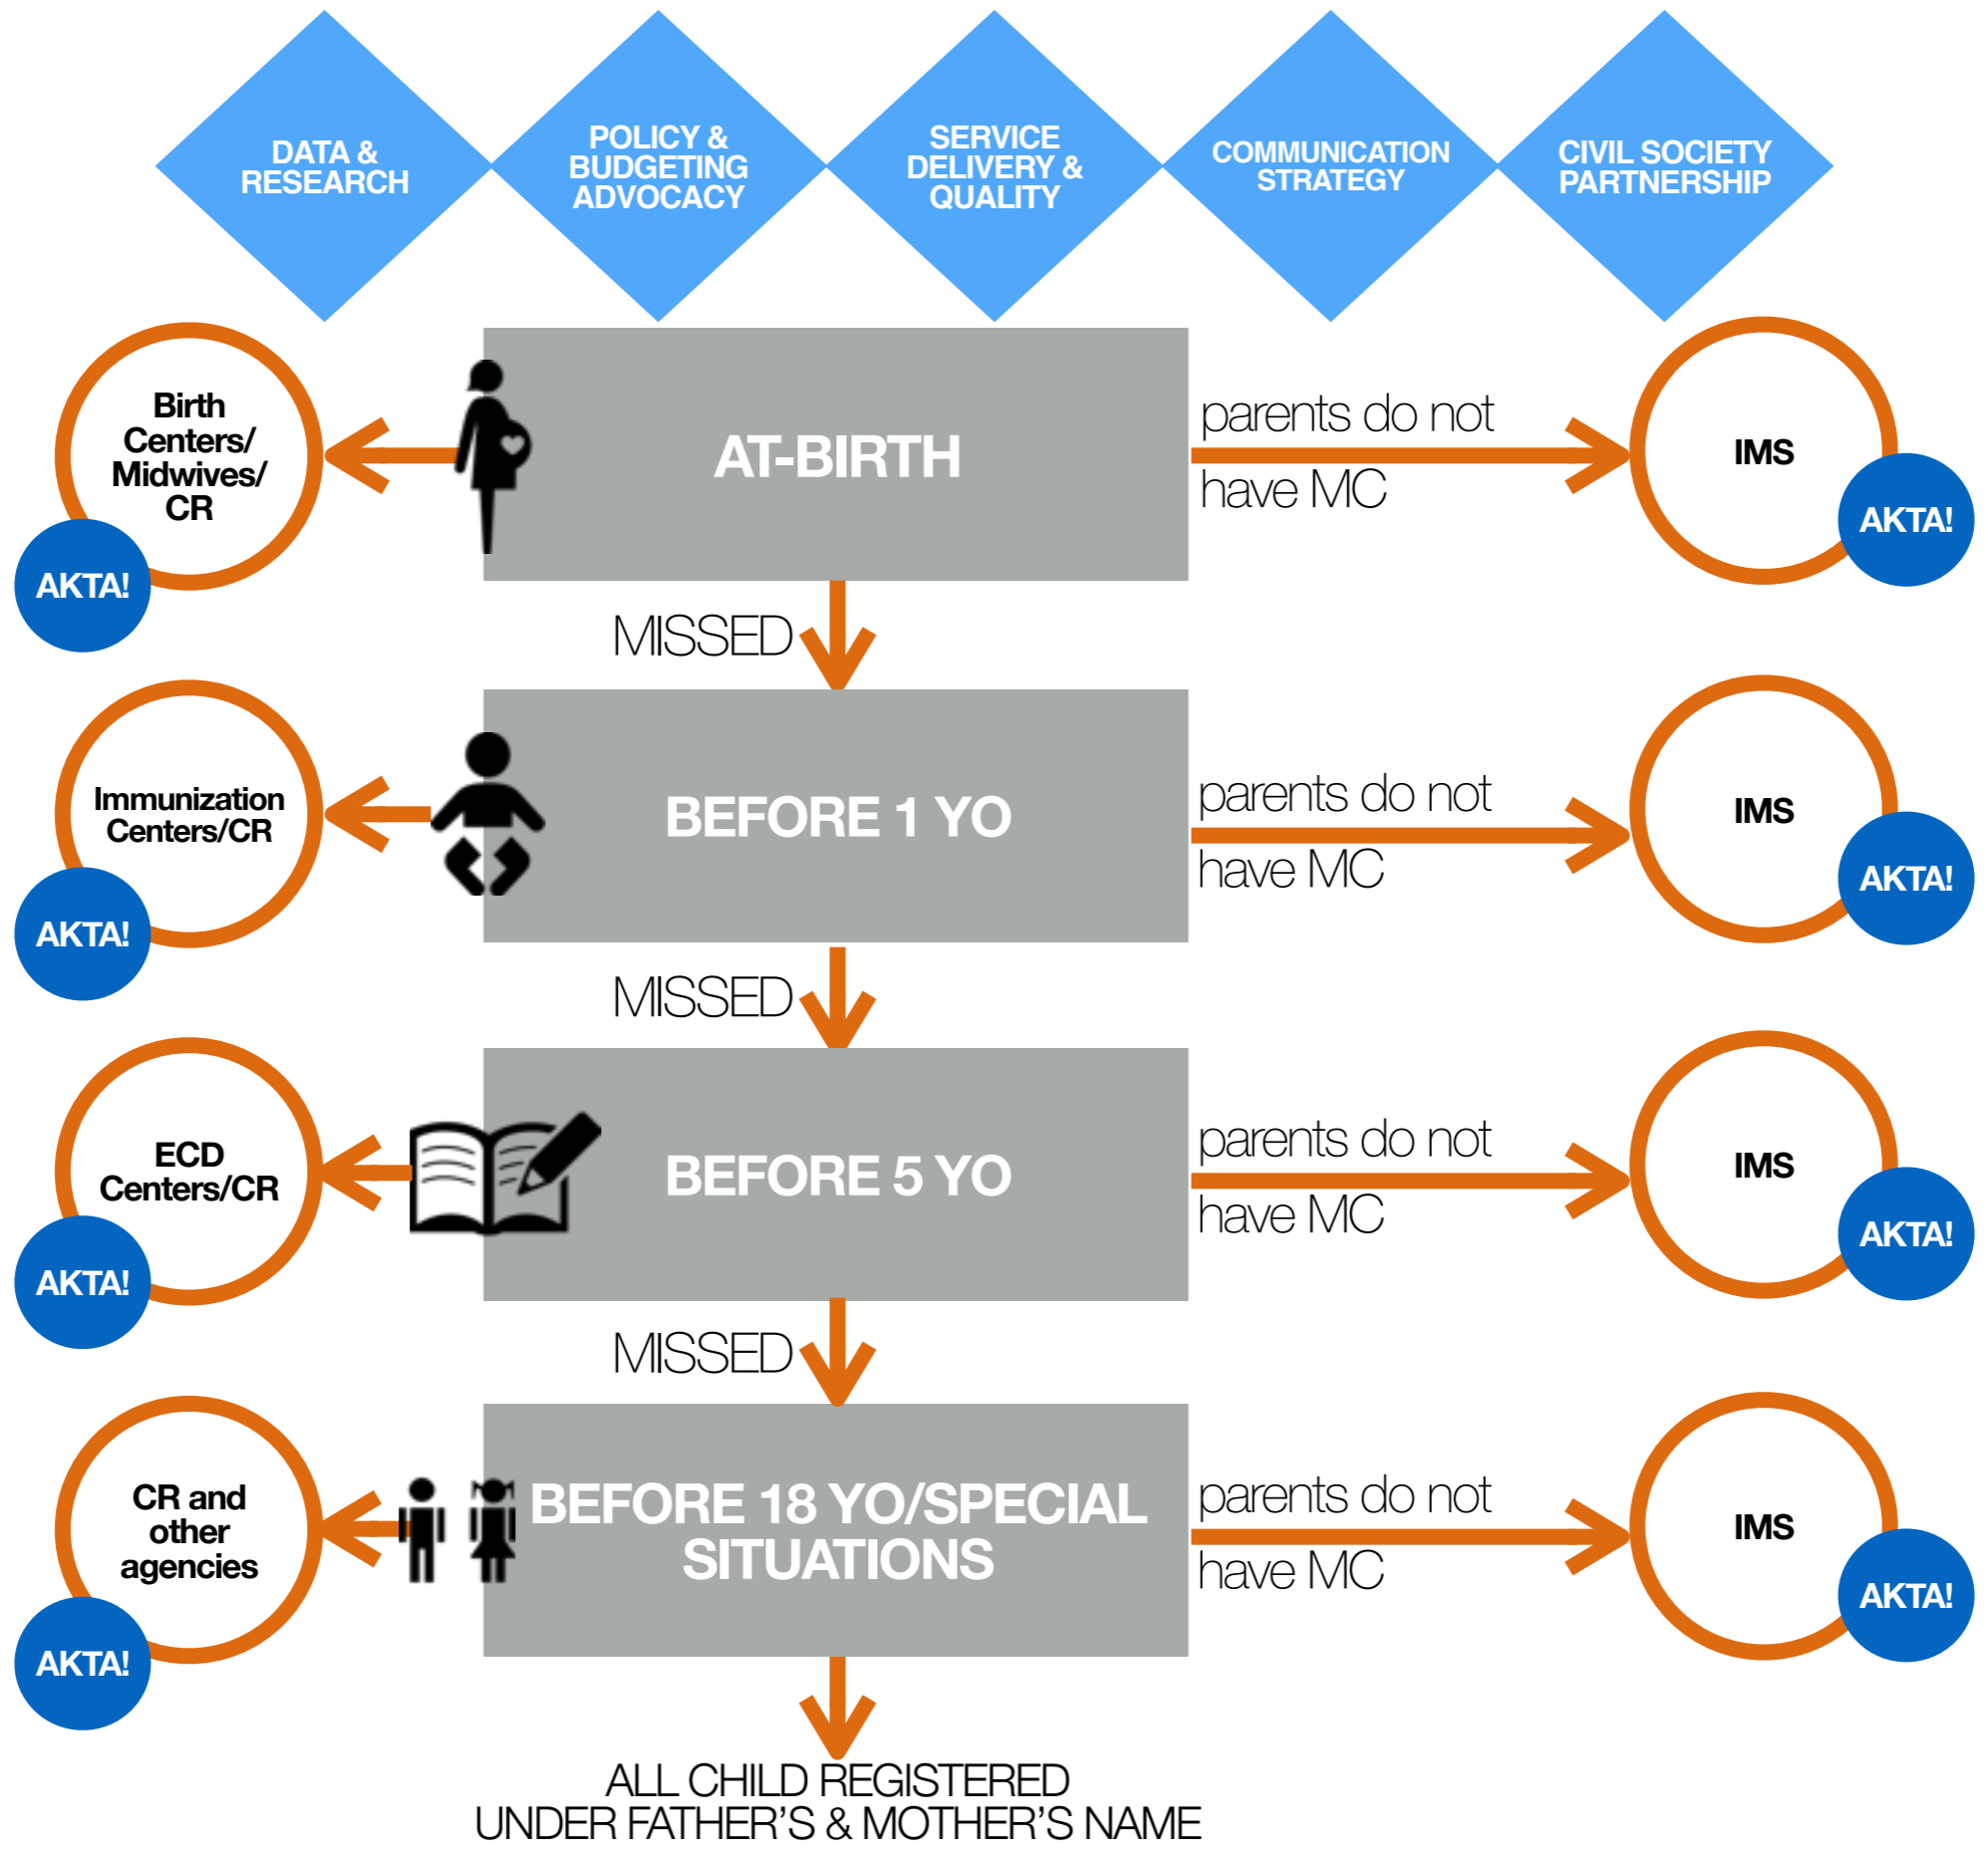 DATA &
RESEARCH
POLICY &
BUDGETING
ADVOCACY
SERVICE
DELIVERY &
QUALITY
COMMUNICATION
STRATEGY
CIVIL SOCIETY
PARTNERSHIP
Birth
Centers/
Midwives/
CR
AKTA!
AT-BIRTH
parents do not
have MC
IMS
AKTA!
MISSED
Immunization
Centers/CR
AKTA!
BEFORE 1 YO
parents do not
have MC
IMS
AKTA!
MISSED
ECD
Centers/CR
AKTA!
BEFORE 5 YO
parents do not
have MC
IMS
AKTA!
MISSED
CR and
other
agencies
AKTA!
BEFORE 18 YO/SPECIAL
SITUATIONS
parents do not
have MC
IMS
AKTA!
ALL CHILD REGISTERED
UNDER FATHER'S & MOTHER'S NAME